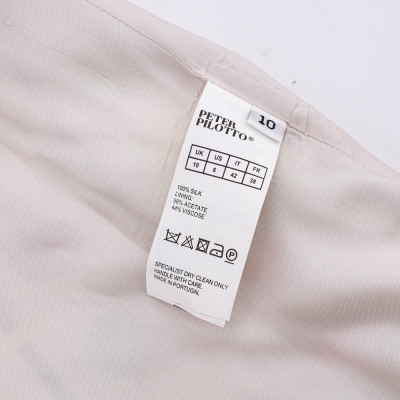 PETER
PILOTTO®
10
UK US IT FR
10 6 42 38
100% SILK
LINING:
56% ACETATE
44% VISCOSE
P
SPECIALIST DRY CLEAN ONLY
HANDLE WITH CARE.
MADE IN PORTUGAL